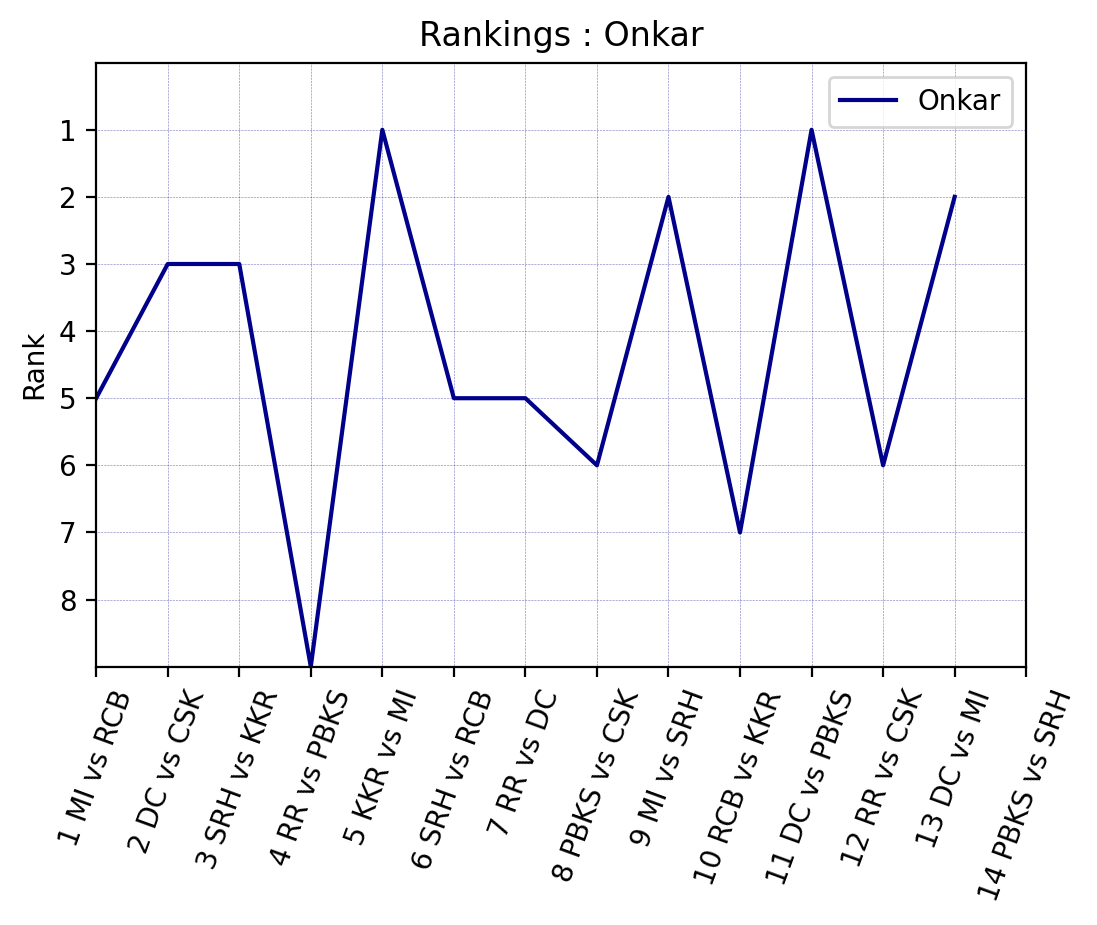 Rankings : Onkar
Onkar
Rank
1
2
3
4
5
6
7
8
1 MI vs RCB
2 DC vs CSK
3 SRH vs KKR
4 RR vs PBKS
5 KKR vs MI
6 SRH vs RCB
7 RR vs DC
8 PBKS vs CSK
9 MI vs SRH
10 RCB vs KKR
11 DC vs PBKS
12 RR vs CSK
13 DC vs MI
14 PBKS vs SRH